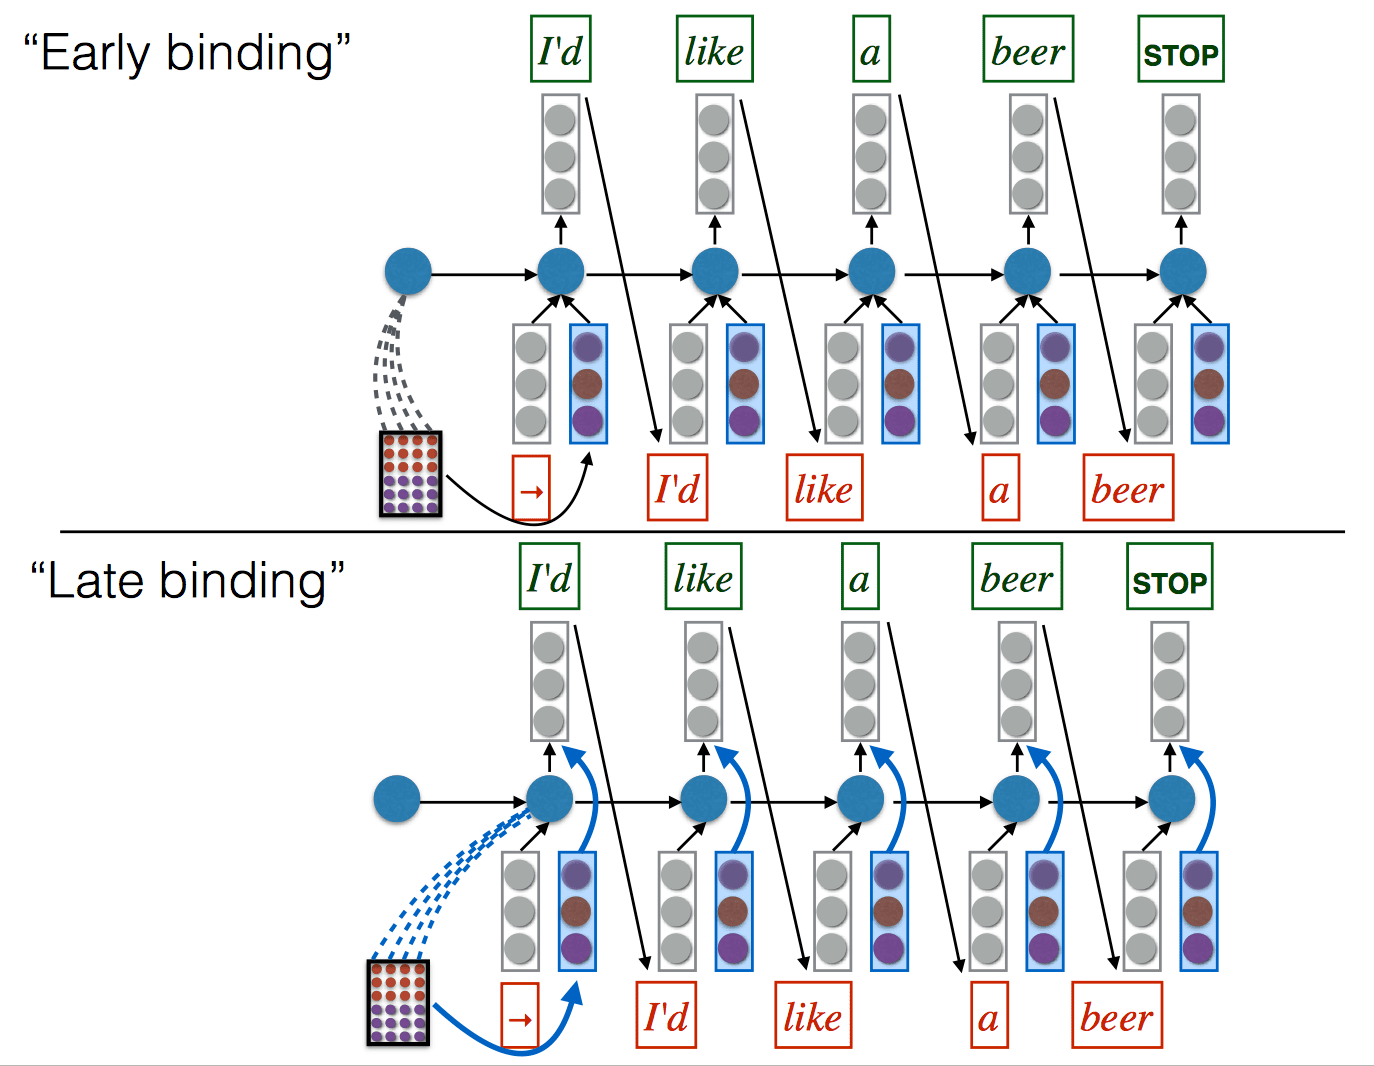 “Early binding”
I'd like a beer STOP
→ I'd like a beer
“Late binding”
I'd like a beer STOP
→ I'd like a beer